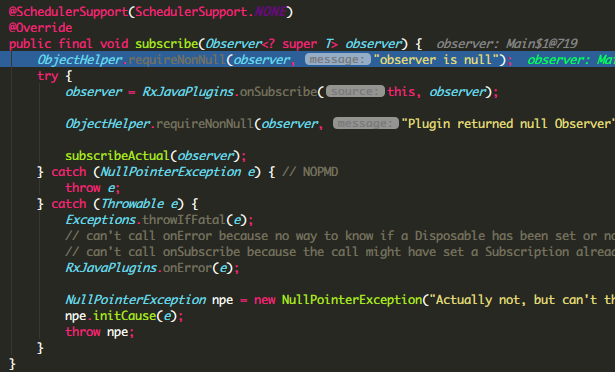 @SchedulerSupport(SchedulerSupport.NONE)
@Override
public final void subscribe(Observer<? super T> observer) { observer: Main$1@719
ObjectHelper.requireNonNull(observer, message: "observer is null"); observer: Ma
try {
observer = RxJavaPlugins.onSubscribe( source: this, observer);
ObjectHelper.requireNonNull(observer, message: "Plugin returned null Observer"
subscribeActual(observer);
} catch (NullPointerException e) { // NOPMD
throw e;
} catch (Throwable e) {
Exceptions.throwIfFatal(e);
// can't call onError because no way to know if a Disposable has been set or no
// can't call onSubscribe because the call might have set a Subscription alread
RxJavaPlugins.onError(e);
NullPointerException npe = new NullPointerException("Actually not, but can't th
npe.initCause(e);
throw npe;
}
}